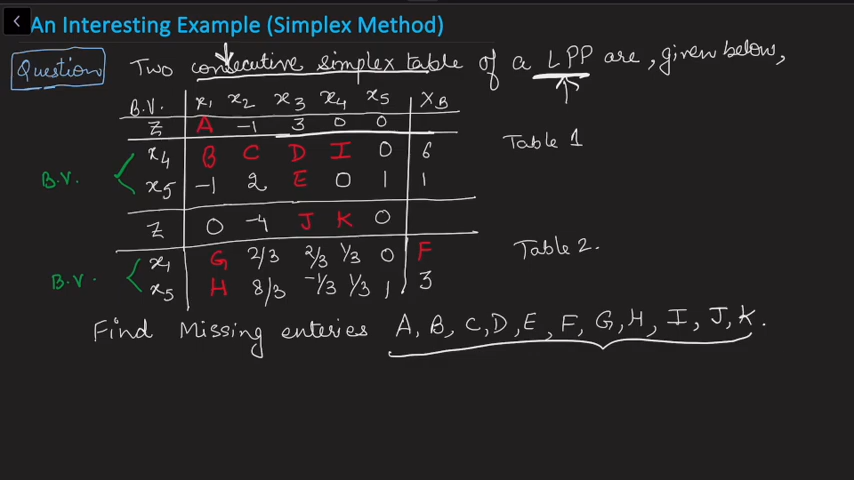 An Interesting Example (Simplex Method)
Question Two consecutive simplex table of a LPP are, given below,
B.V. x₁ x₂ x₃ x₄ x₅ XB
Z A -1 3 0 0
Table 1
x₄ B C D I 0 6
B.V.
x₅ -1 2 E 0 1 1
Z 0 -4 J K 0
Table 2.
x₁ G 2/3 2/3 1/3 0 F
B.V.
x₅ H 8/3 -1/3 1/3 1 3
Find Missing enteries A, B, C, D, E, F, G, H, I, J, K.